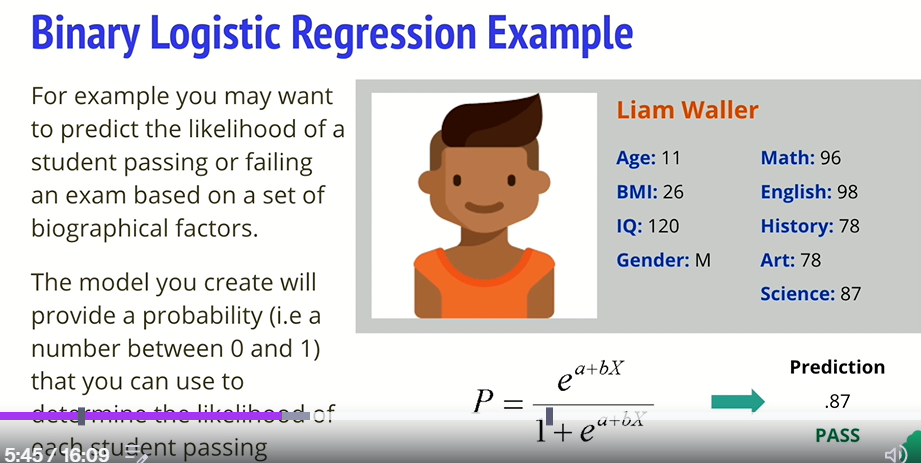 Binary Logistic Regression Example
For example you may want
to predict the likelihood of a
student passing or failing
an exam based on a set of
biographical factors.
The model you create will
provide a probability (i.e a
number between 0 and 1)
that you can use to
determine the likelihood of
each student passing
Liam Waller
Age: 11
BMI: 26
IQ: 120
Gender: M
Math: 96
English: 98
History: 78
Art: 78
Science: 87
P = e^{a+bX} / 1 + e^{a+bX}
Prediction
.87
PASS
5:45 / 16:09